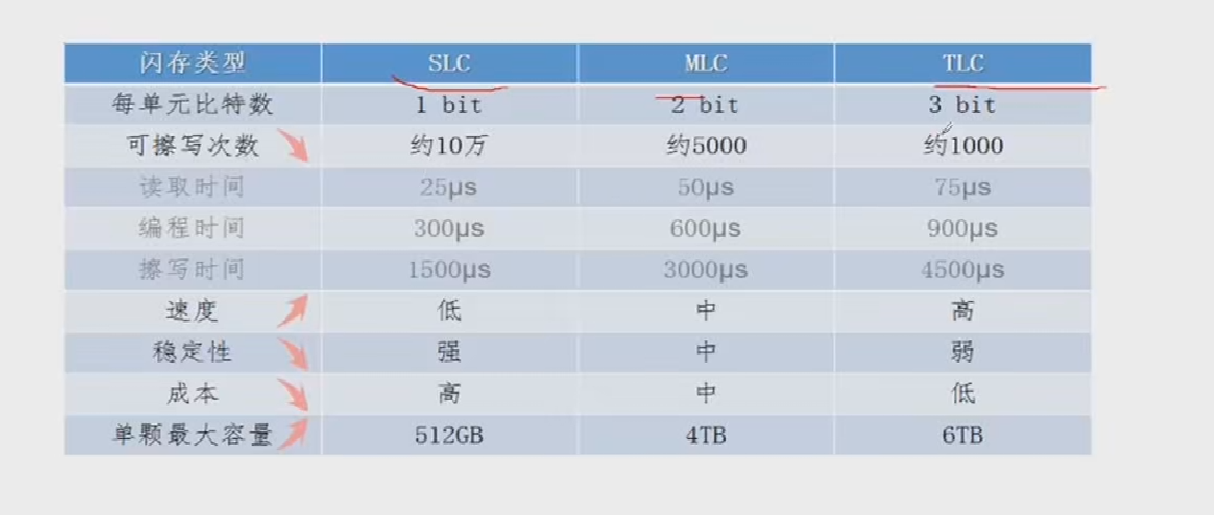 闪存类型 SLC MLC TLC
每单元比特数 1 bit 2 bit 3 bit
可擦写次数 约10万 约5000 约1000
读取时间 25μs 50μs 75μs
编程时间 300μs 600μs 900μs
擦写时间 1500μs 3000μs 4500μs
速度 低 中 高
稳定性 强 中 弱
成本 高 中 低
单颗最大容量 512GB 4TB 6TB